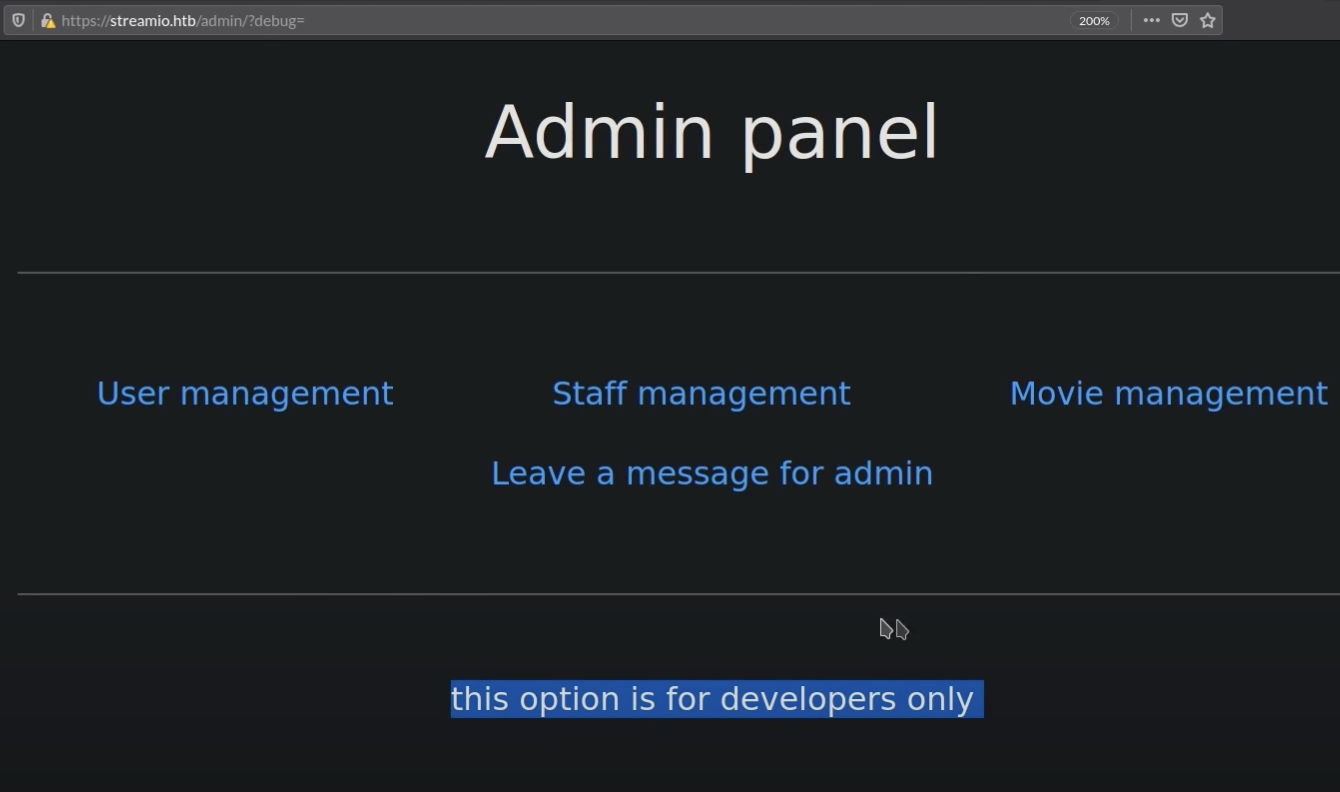 https://streamio.htb/admin/?debug=
200%
Admin panel
User management Staff management Movie management
Leave a message for admin
this option is for developers only